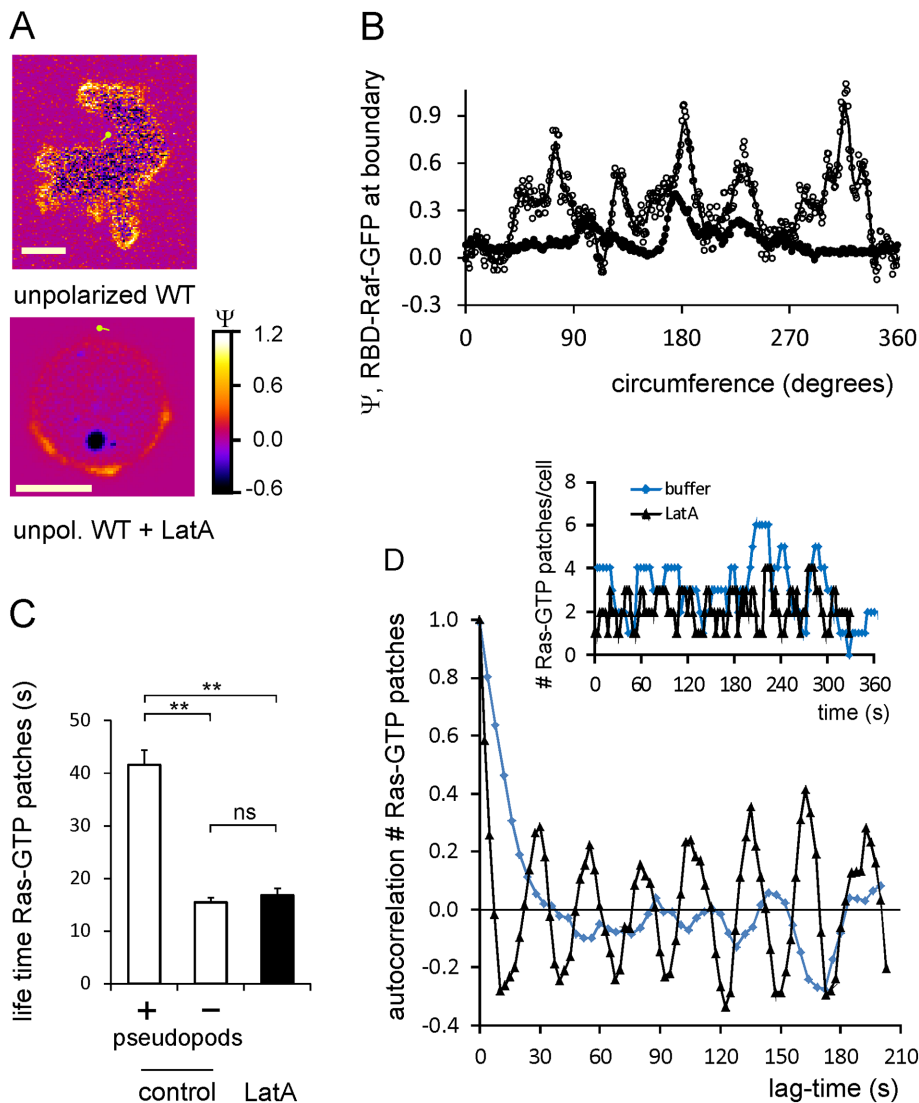 A
unpolarized WT
Ψ
1.2
0.6
0.0
-0.6
unpol. WT + LatA
B
Ψ, RBD-Raf-GFP at boundary
0.9
0.6
0.3
0.0
-0.3
0
90
180
270
360
circumference (degrees)
C
life time Ras-GTP patches (s)
50
40
30
20
10
0
**
**
ns
+
−
pseudopods
control
LatA
D
# Ras-GTP patches/cell
8
6
4
2
0
buffer
LatA
0
60
120
180
240
300
360
time (s)
autocorrelation # Ras-GTP patches
1.0
0.8
0.6
0.4
0.2
0.0
-0.2
-0.4
0
30
60
90
120
150
180
210
lag-time (s)